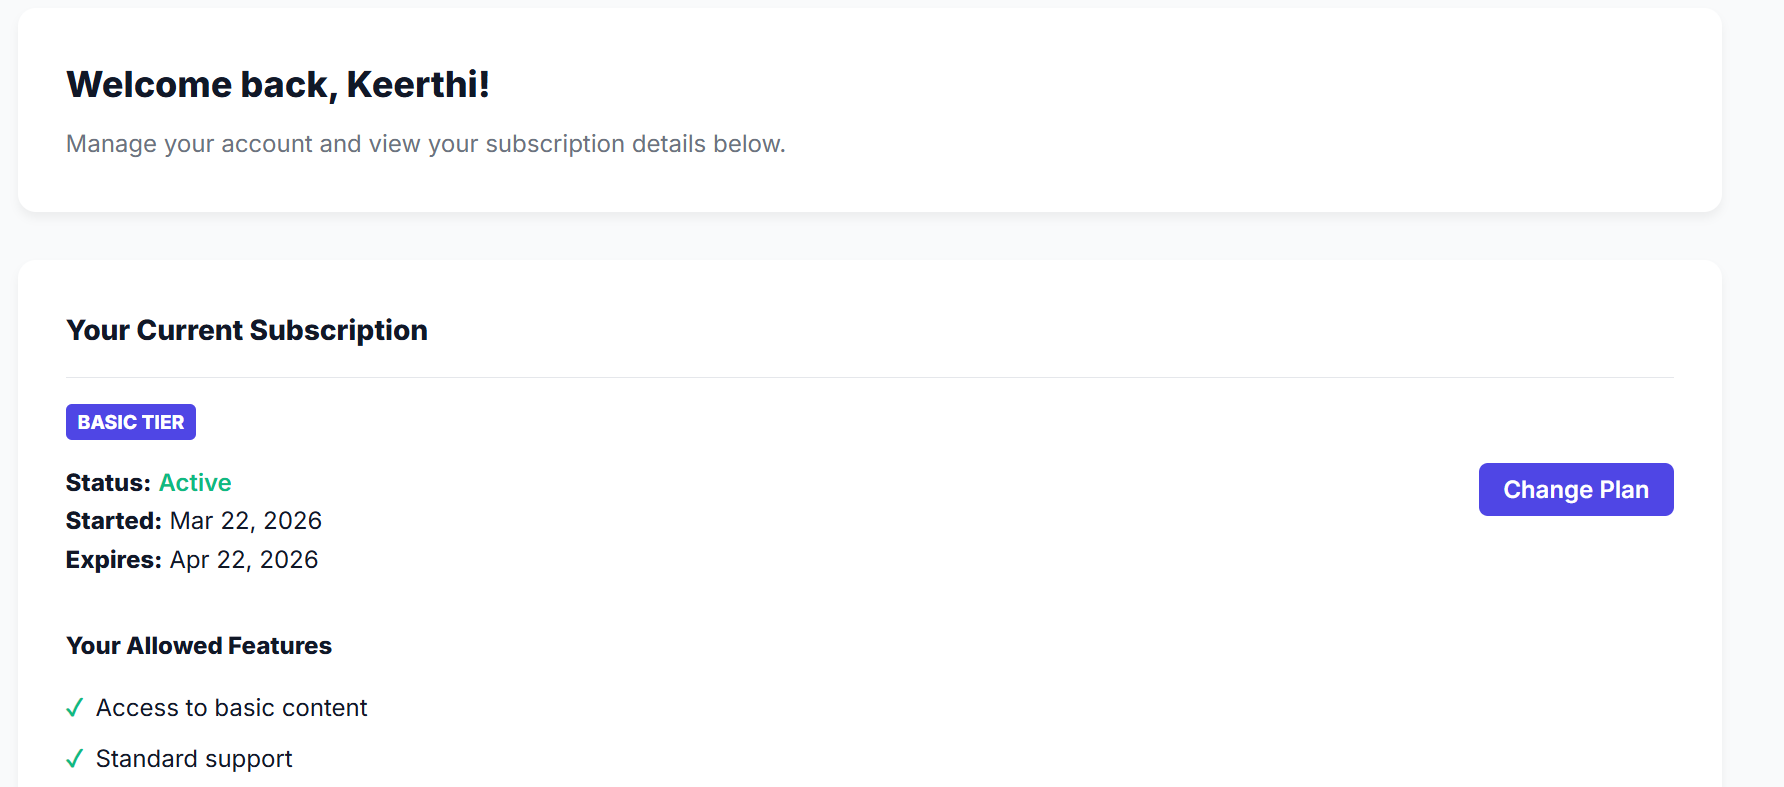 Welcome back, Keerthi!
Manage your account and view your subscription details below.
Your Current Subscription
BASIC TIER
Status: Active
Started: Mar 22, 2026
Expires: Apr 22, 2026
Change Plan
Your Allowed Features
✓ Access to basic content
✓ Standard support